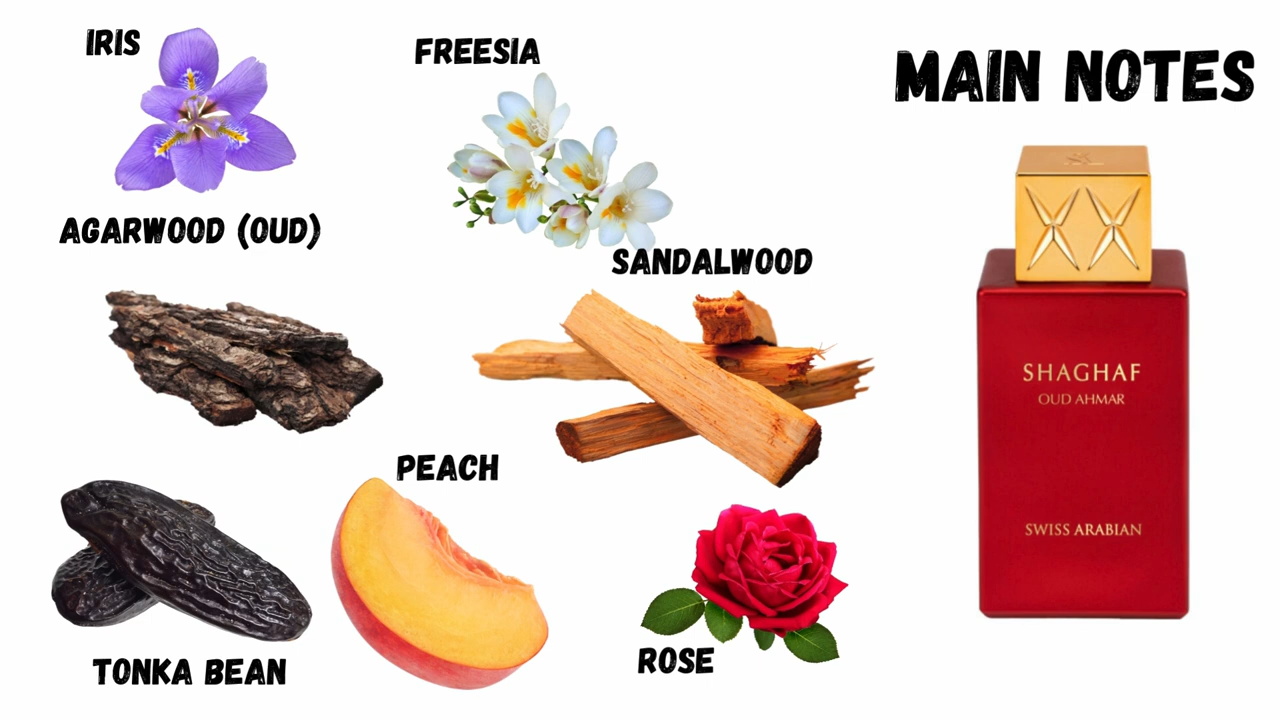 IRIS
FREESIA
MAIN NOTES
AGARWOOD (OUD)
SANDALWOOD
SHAGHAF
OUD AHMAR
PEACH
SWISS ARABIAN
TONKA BEAN
ROSE